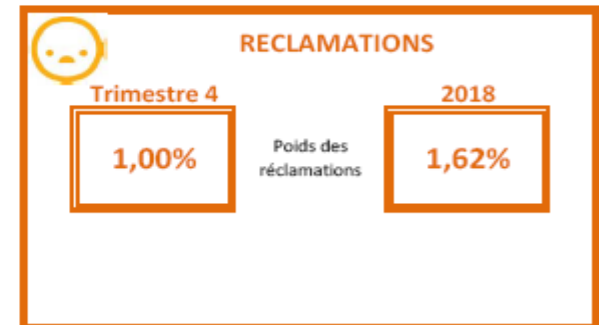 RECLAMATIONS
Trimestre 4
2018
1,00%
Poids des
réclamations
1,62%